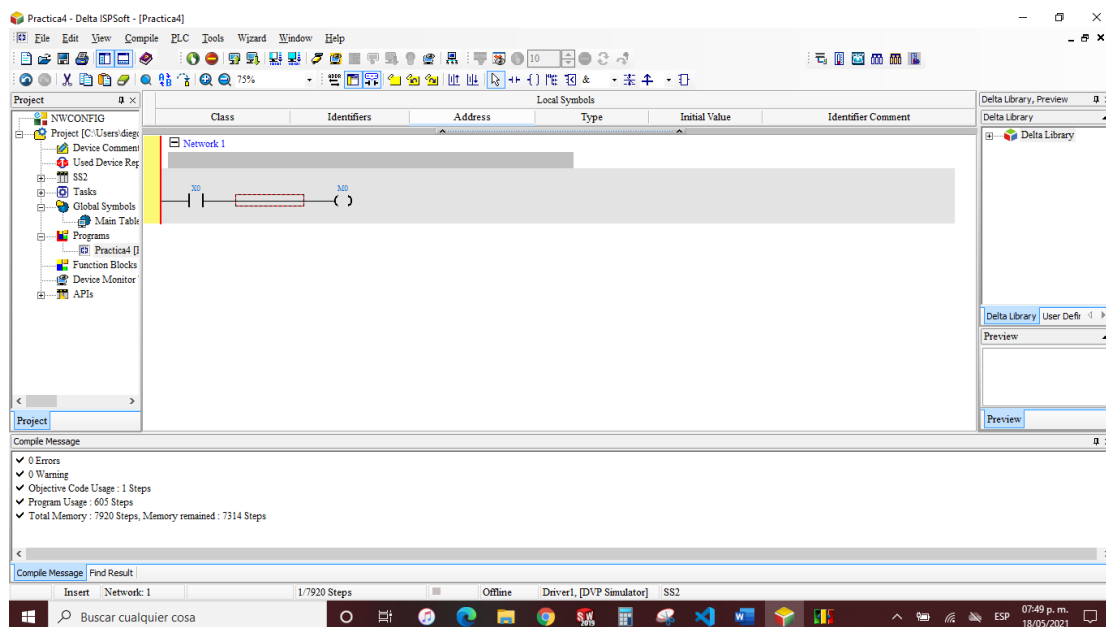 Practica4 - Delta ISPSoft - [Practica4]
File Edit View Compile PLC Tools Wizard Window Help
10
75%
&
Project
Local Symbols
Delta Library, Preview
NWCONFIG
Class Identifiers Address Type Initial Value Identifier Comment
Delta Library
Project [C:\Users\diego
Network 1
Delta Library
Device Comment
Used Device Rep
SS2
Tasks
X0 M0
Global Symbols
Main Table
Programs
Practica4 [P
Function Blocks
Device Monitor
APIs
Delta Library User Defir
Preview
Project
Preview
Compile Message
0 Errors
0 Warning
Objective Code Usage : 1 Steps
Program Usage : 605 Steps
Total Memory : 7920 Steps, Memory remained : 7314 Steps
Compile Message Find Result
Insert Network: 1 1/7920 Steps Offline Driver1, [DVP Simulator] SS2
Buscar cualquier cosa
SW 2019
ESP
07:49 p. m.
18/05/2021